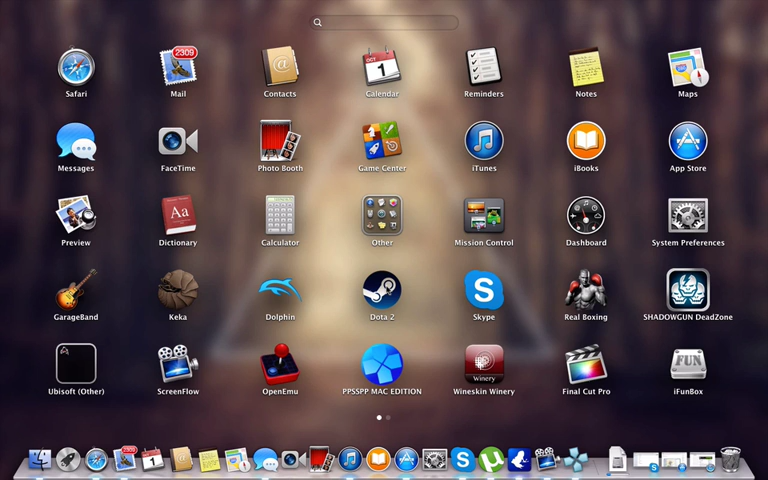 2309
Safari
Mail
Contacts
OCT
1
Calendar
Reminders
Notes
Maps
Messages
FaceTime
Photo Booth
Game Center
iTunes
iBooks
App Store
Aa
Preview
Dictionary
Calculator
Other
Mission Control
Dashboard
System Preferences
GarageBand
Keka
Dolphin
Dota 2
Skype
Real Boxing
SHADOWGUN DeadZone
Winery
FUN
Ubisoft (Other)
ScreenFlow
OpenEmu
PPSSPP MAC EDITION
Wineskin Winery
Final Cut Pro
iFunBox
2309
1